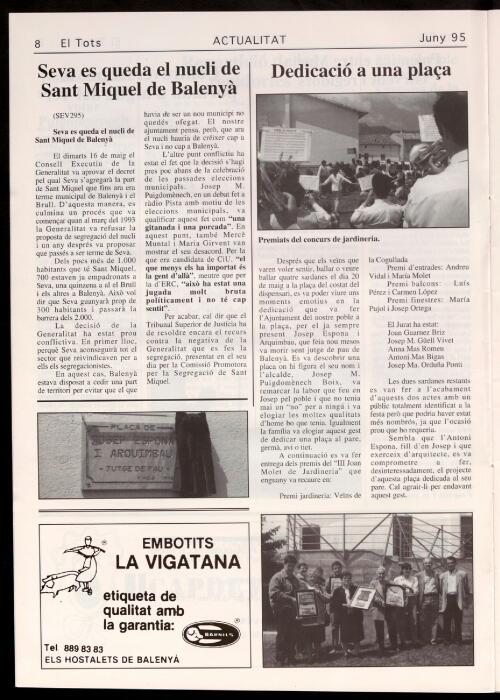 8 El Tots
ACTUALITAT
Juny 95
Seva es queda el nucli de
Sant Miquel de Balenyà
(SEV295)
Seva es queda el nucli de
Sant Miquel de Balenyà
El dimarts 16 de maig el
Consell Executiu de la
Generalitat va aprovar el decret
pel qual Seva s'agregarà la part
de Sant Miquel que fins ara era
terme municipal de Balenyà i el
Brull. D'aquesta manera, es
culmina un procés que va
començar quan al març del 1993
la Generalitat va refusar la
proposta de segregació del nucli
i un any després va proposar
que passés a ser terme de Seva.
Dels poc més de 1.000
habitants que té Sant Miquel,
700 estaven ja empadronats a
Seva, una quinzena a al el Brull
i els altres a Balenyà. Això vol
dir que Seva guanyarà prop de
300 habitants i passarà la
barrera dels 2.000.
La decisió de la
Generalitat ha estat prou
conflictiva. En primer lloc,
perquè Seva aconseguirà tot el
sector que reivindicaven per a
ells els segregacionistes.
En aquest cas, Balenyà
estava disposat a cedir una part
de territori per evitar que el que
havia de ser un nou municipi no
quedés ofegat. El nostre
ajuntament pensa, però, que ara
el nucli hauria de créixer cap a
Seva i no cap a Balenyà.
L'altre punt conflictiu ha
estat el fet que la decisió s'hagi
pres poc abans de la celebració
de les passades eleccions
municipals. Josep M.
Puigdomènech, en un debat fet a
ràdio Pista amb motiu de les
eleccions municipals, va
qualificar aquest fet com "una
gitanada i una porcada". En
aquest punt, també Mercè
Muntal i Maria Girvent van
mostrar el seu desacord. Per la
que era candidata de CiU, "el
que menys els ha importat és
la gent d'allà", mentre que per
la d'ERC, "això ha estat una
jugada molt bruta
políticament i no té cap
sentit".
Per acabar, cal dir que el
Tribunal Superior de Justícia ha
de resoldre encara el recurs
contra la negativa de la
Generalitat que es fes la
segregació, presentat en el seu
dia per la Comissió Promotora
per la Segregació de Sant
Miquel.
PLAÇA DE
JOSEP ESPONA
I ARQUIMBAU
- JUTGE DE PAU -
EMBOTITS
LA VIGATANA
etiqueta de
qualitat amb
la garantia:
BARNILS
Tel 889 83 83
ELS HOSTALETS DE BALENYÀ
Dedicació a una plaça
Premiats del concurs de jardineria.
Després que els veïns que
varen voler sentir, ballar o veure
ballar quatre sardanes el dia 20
de maig a la plaça del costat del
dispensari, es va poder viure uns
moments emotius en la
dedicació que va fer
l'Ajuntament del nostre poble a
la plaça, per el ja sempre
present Josep Espona i
Arquimbau, que feia nou mesos
va morir sent jutge de pau de
Balenyà. Es va descobrir una
placa on hi figura el seu nom i
l'alcalde, Josep M.
Puigdomènech Bois, va
remarcar la labor que feu en
Josep pel poble i que no tenia
mai un "no" per a ningú i va
elogiar les moltes qualitats
d'home bo que tenia. Igualment
la família va elogiar aquest gest
de dedicar una plaça al pare,
germà, avi o tiet.
A continuació es va fer
entrega dels premis del "III Joan
Molet de Jardineria" que
enguany va recaure en:
Premi jardineria: Veïns de
la Cogullada
Premi d'entrades: Andreu
Vidal i Maria Molet
Premi balcons: Luís
Pérez i Carmen López
Premi finestres: Maria
Pujol i Josep Ortega
El Jurat ha estat:
Joan Guarnez Briz
Josep M. Güell Vivet
Anna Mas Romeu
Antoni Mas Bigas
Josep Ma. Orduña Ponti
Les dues sardanes restants
es van fer a l'acabament
d'aquests dos actes amb un
públic totalment identificat a la
festa però que podria haver estat
més nombrós, ja que l'ocasió
prou que ho requeria.
Sembla que l'Antoni
Espona, fill d'en Josep i que
exerceix d'arquitecte, es va
comprometre a fer,
desinteressadament, el projecte
d'aquesta plaça dedicada al seu
pare. Cal agrair-li per endavant
aquest gest.